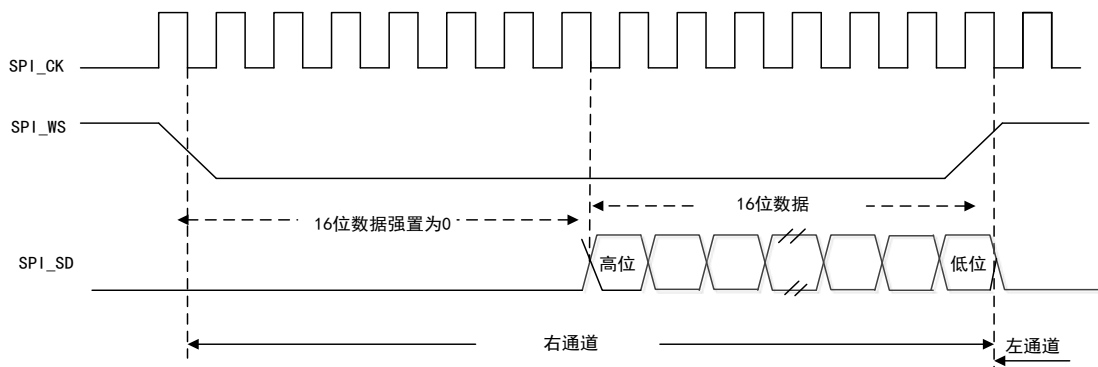 SPI_CK
SPI_WS
16位数据强置为0
16位数据
SPI_SD
高位
低位
右通道
左通道